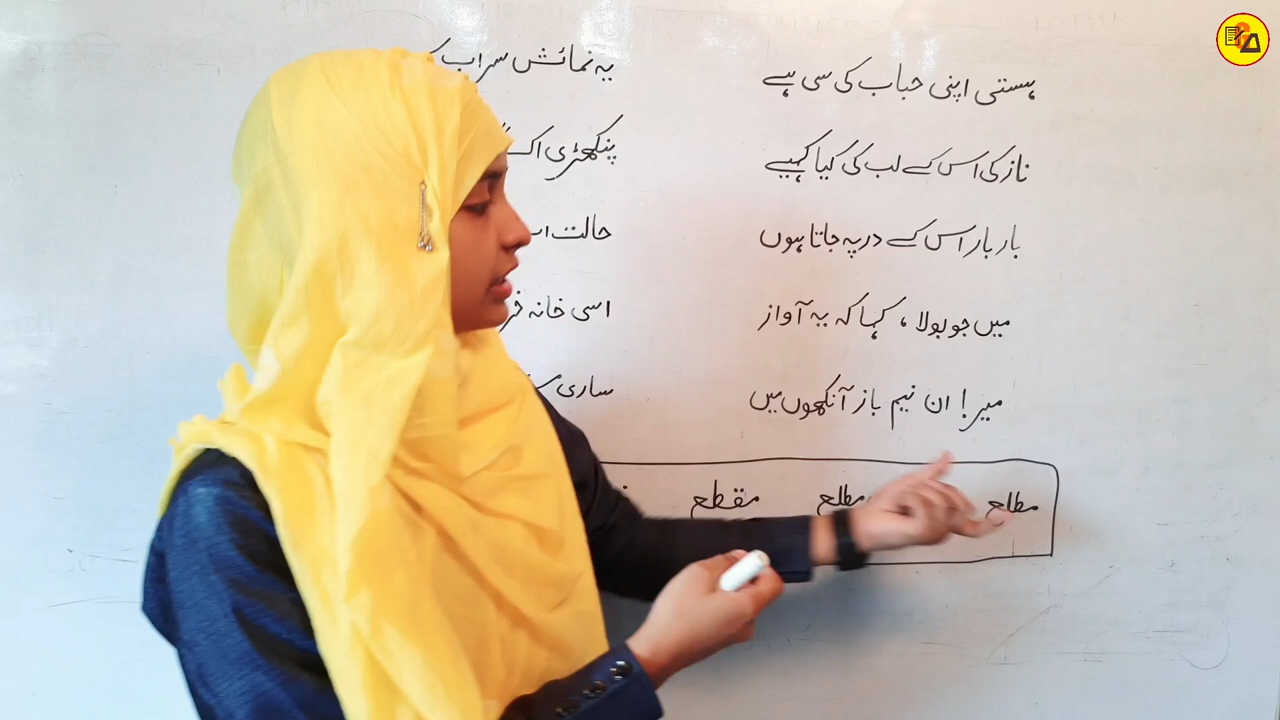 ہستی اپنی حباب کی سی ہے یہ نمائش سراب
نازکی اس کے لب کی کیا کہیے پنکھڑی اک
بار بار اس کے در پہ جاتا ہوں حالت
میں جو بولا ، کہا کہ یہ آواز اسی خانہ
میر! ان نیم باز آنکھوں میں ساری
مطلع مطلع مقطع